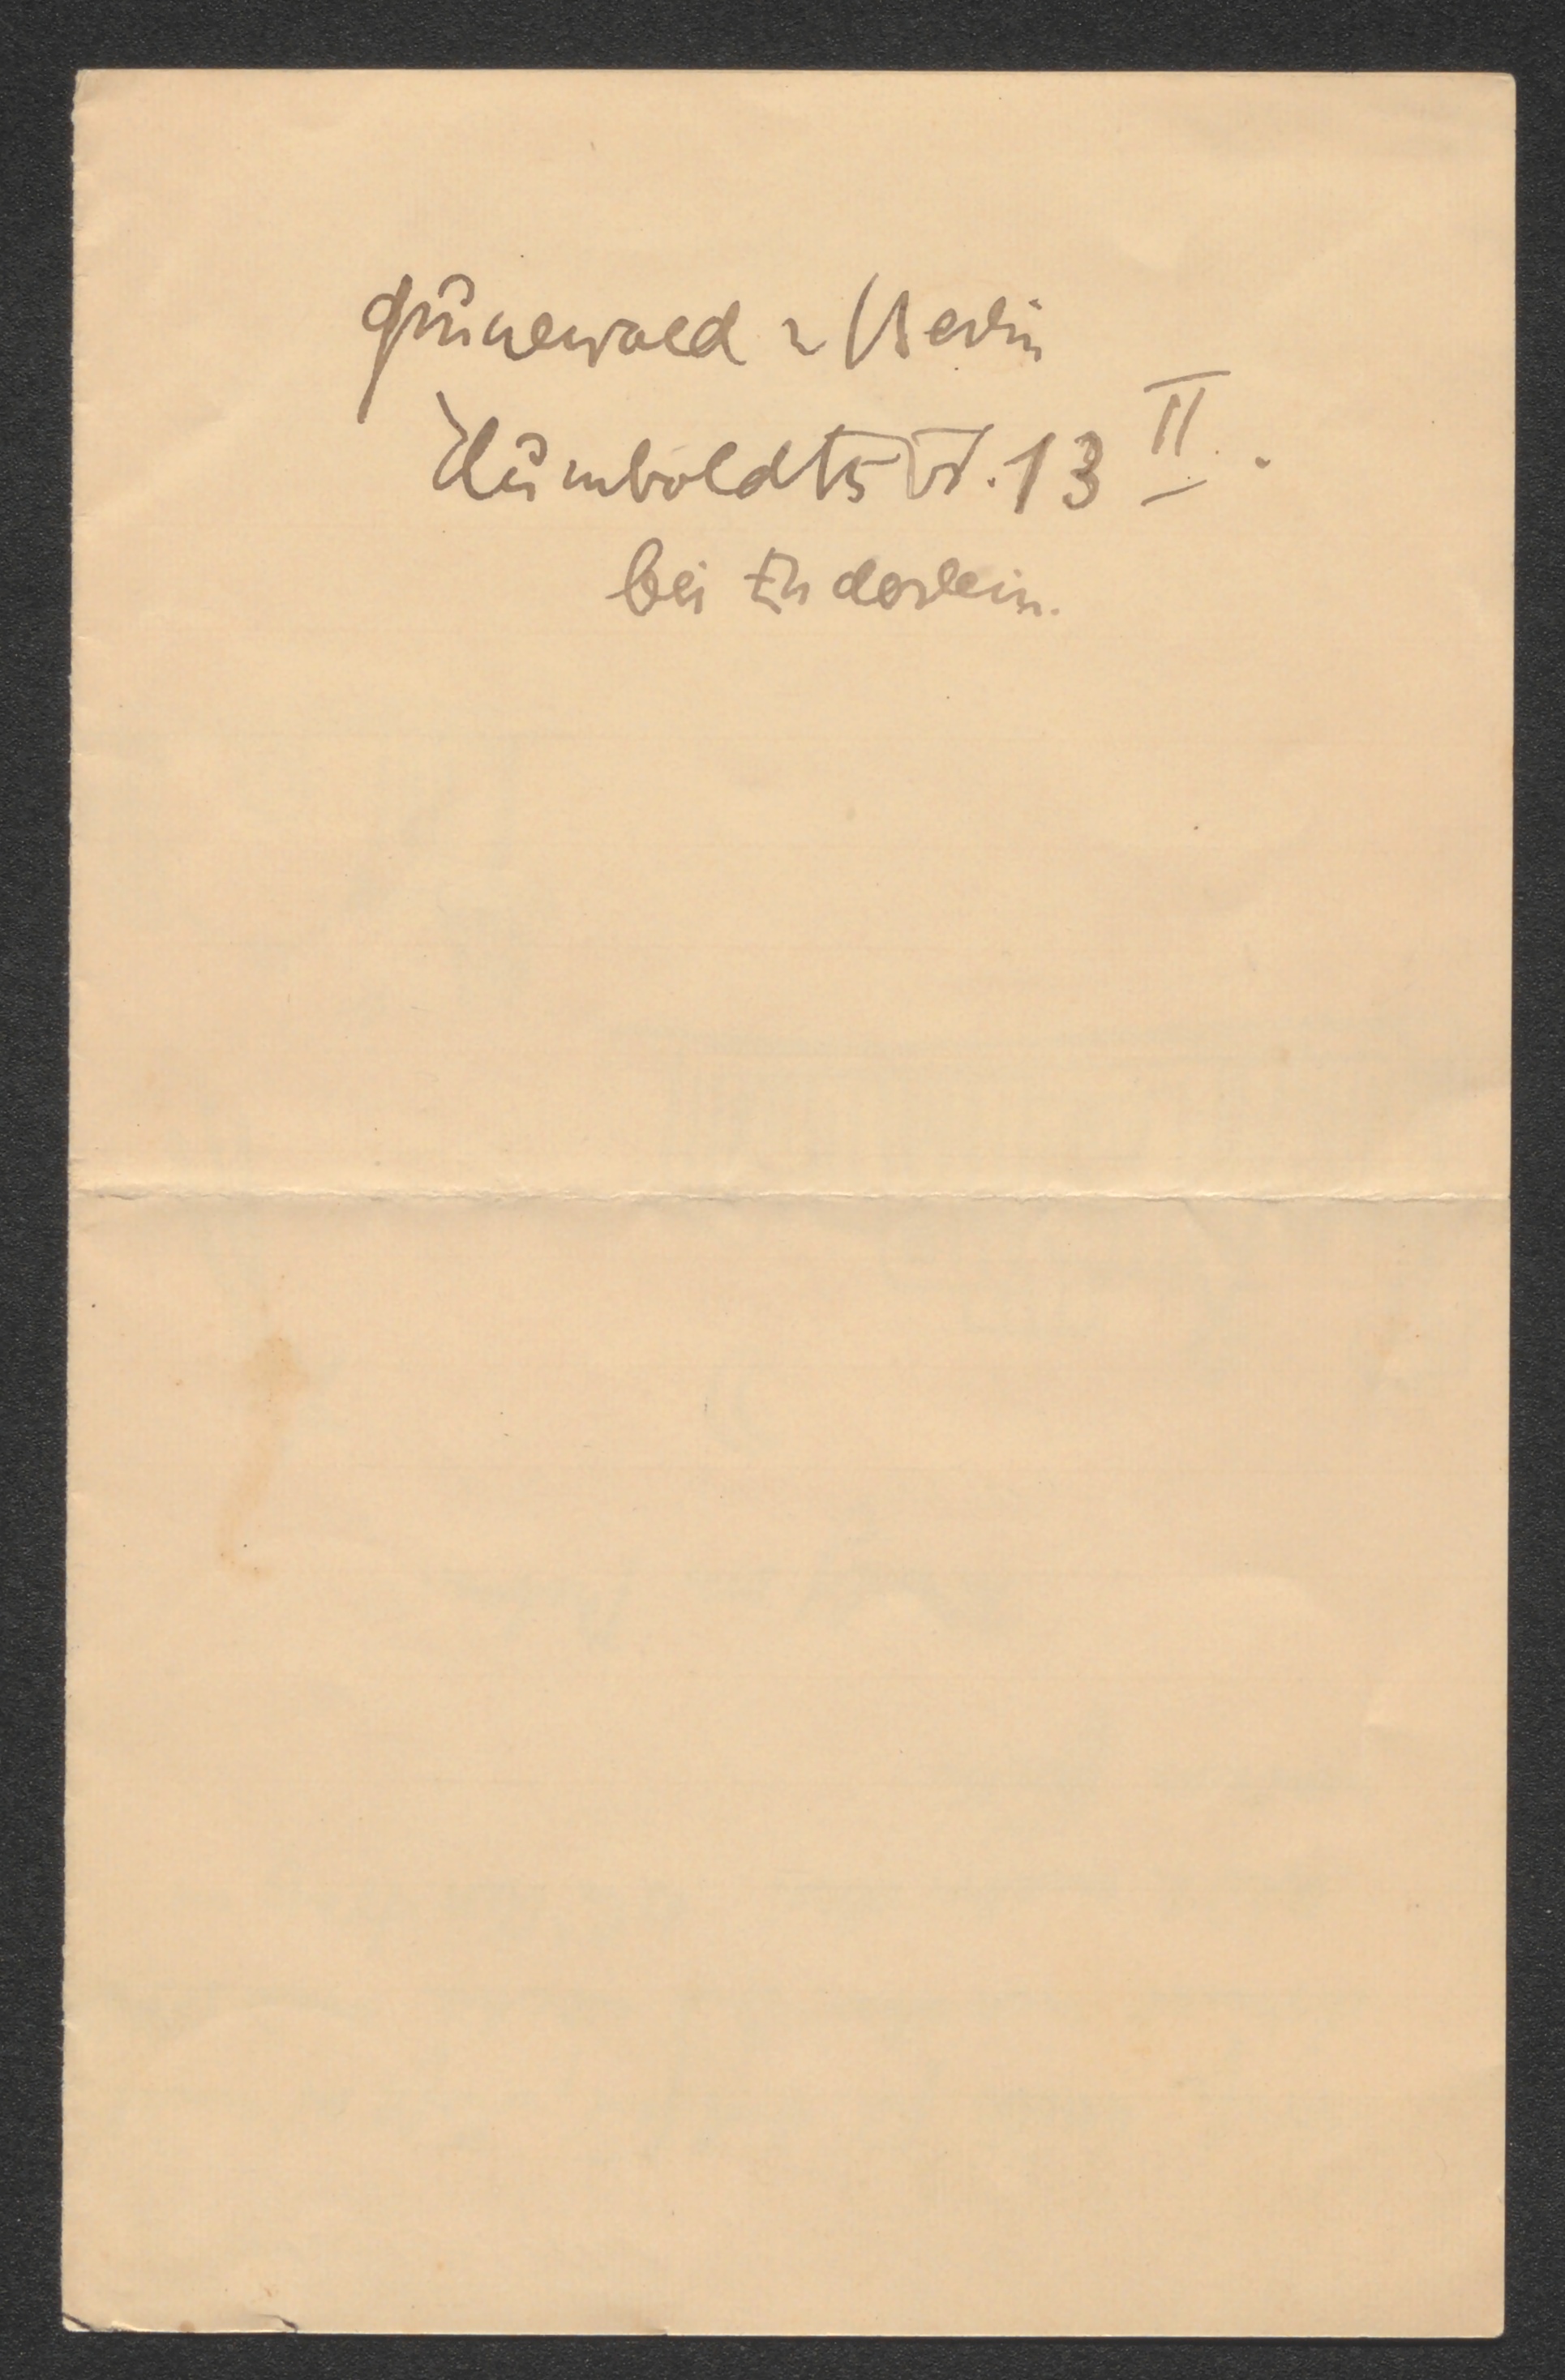 Grunewald - Berlin
Humboldtstr. 13 II.
bei Enderlein.